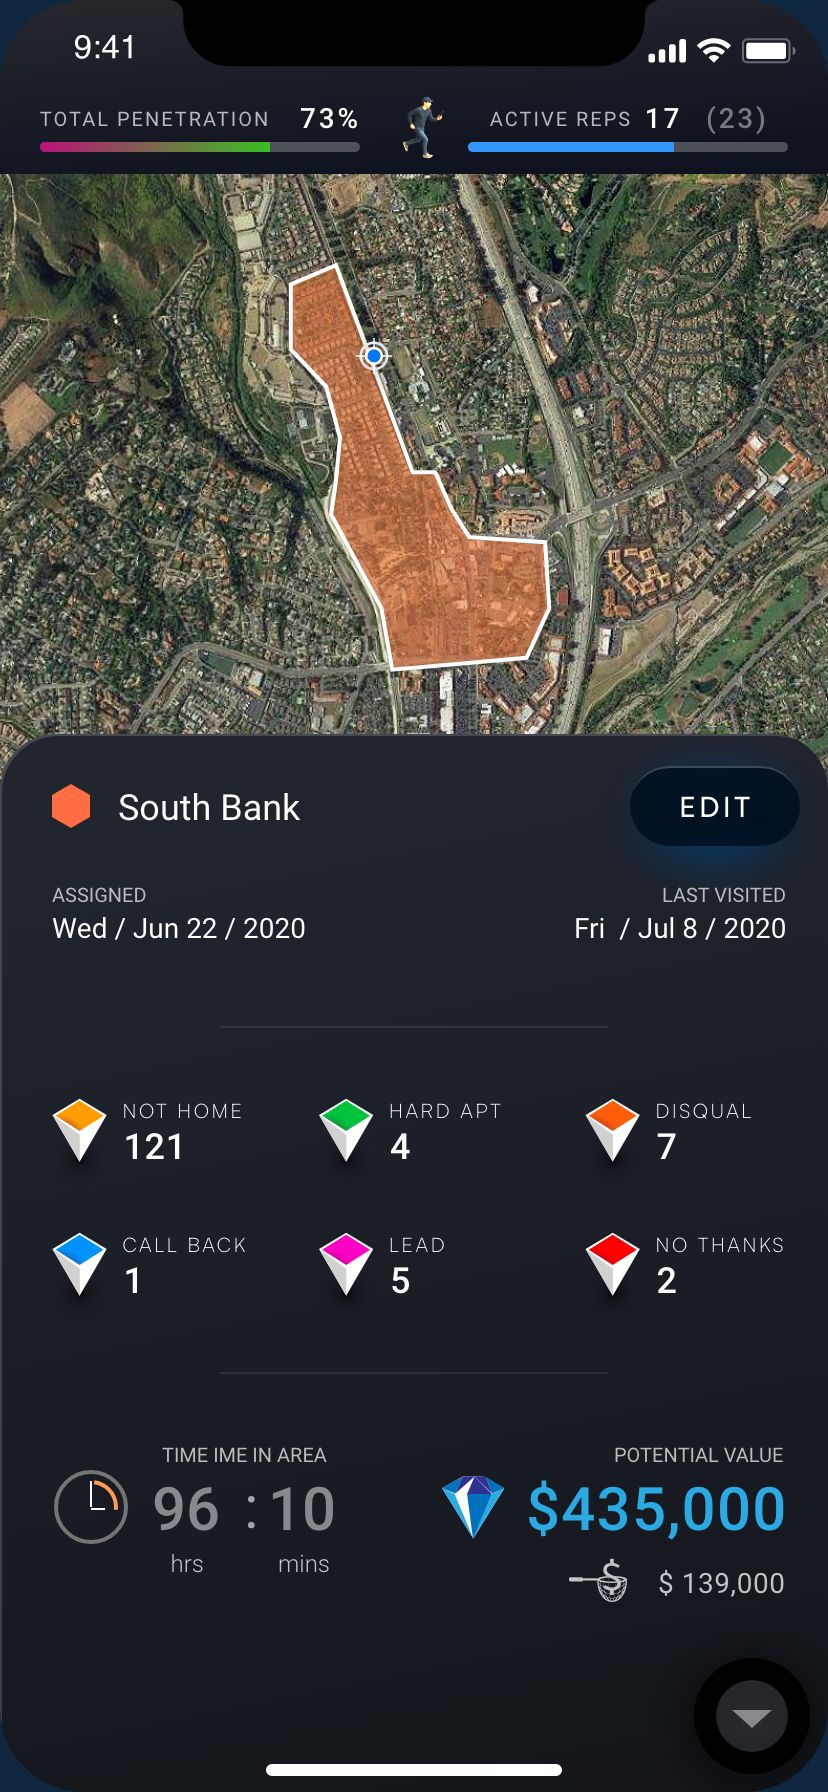 9:41
TOTAL PENETRATION 73% ACTIVE REPS 17 (23)
South Bank
EDIT
ASSIGNED LAST VISITED
Wed / Jun 22 / 2020 Fri / Jul 8 / 2020
NOT HOME HARD APT DISQUAL
121 4 7
CALL BACK LEAD NO THANKS
1 5 2
TIME IME IN AREA POTENTIAL VALUE
96 : 10 $435,000
hrs mins
$ $ 139,000